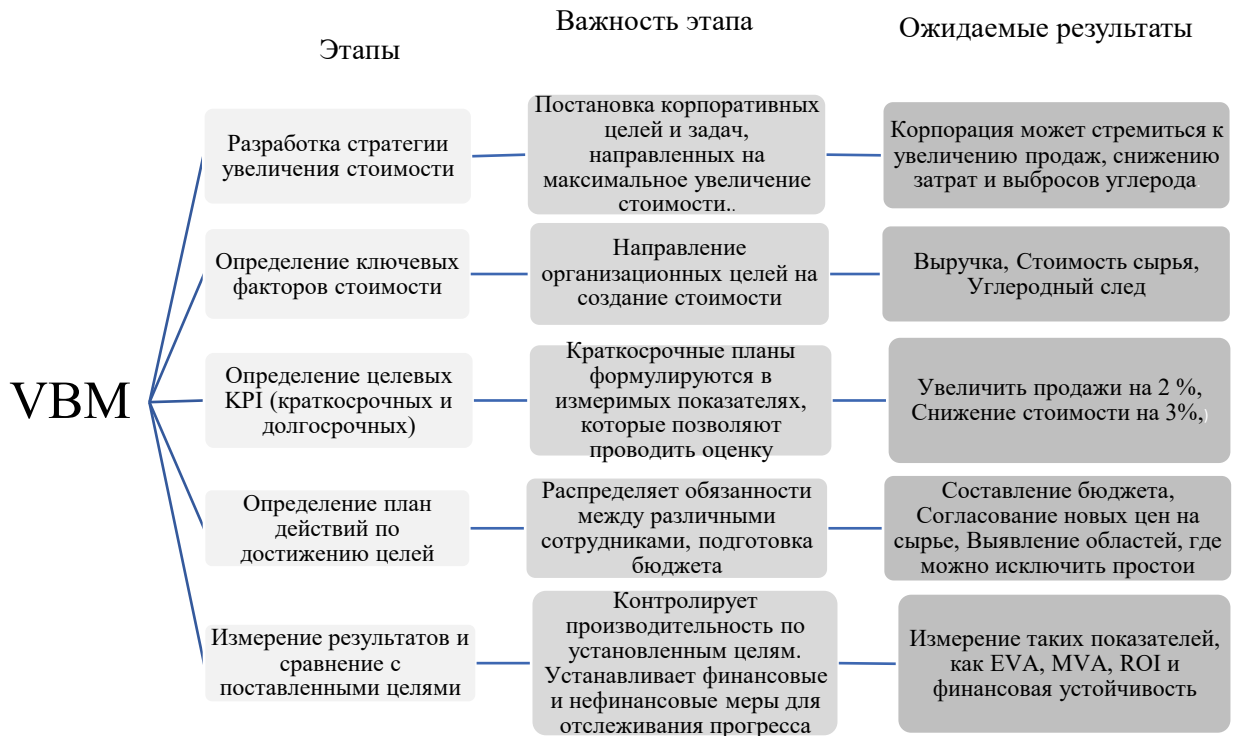 Этапы
Важность этапа
Ожидаемые результаты
VBM
Разработка стратегии
увеличения стоимости
Постановка корпоративных
целей и задач,
направленных на
максимальное увеличение
стоимости..
Корпорация может стремиться к
увеличению продаж, снижению
затрат и выбросов углерода.
Определение ключевых
факторов стоимости
Направление
организационных целей на
создание стоимости
Выручка, Стоимость сырья,
Углеродный след
Определение целевых
KPI (краткосрочных и
долгосрочных)
Краткосрочные планы
формулируются в
измеримых показателях,
которые позволяют
проводить оценку
Увеличить продажи на 2 %,
Снижение стоимости на 3%,)
Определение план
действий по
достижению целей
Распределяет обязанности
между различными
сотрудниками, подготовка
бюджета
Составление бюджета,
Согласование новых цен на
сырье, Выявление областей, где
можно исключить простои
Измерение результатов и
сравнение с
поставленными целями
Контролирует
производительность по
установленным целям.
Устанавливает финансовые
и нефинансовые меры для
отслеживания прогресса
Измерение таких показателей,
как EVA, MVA, ROI и
финансовая устойчивость